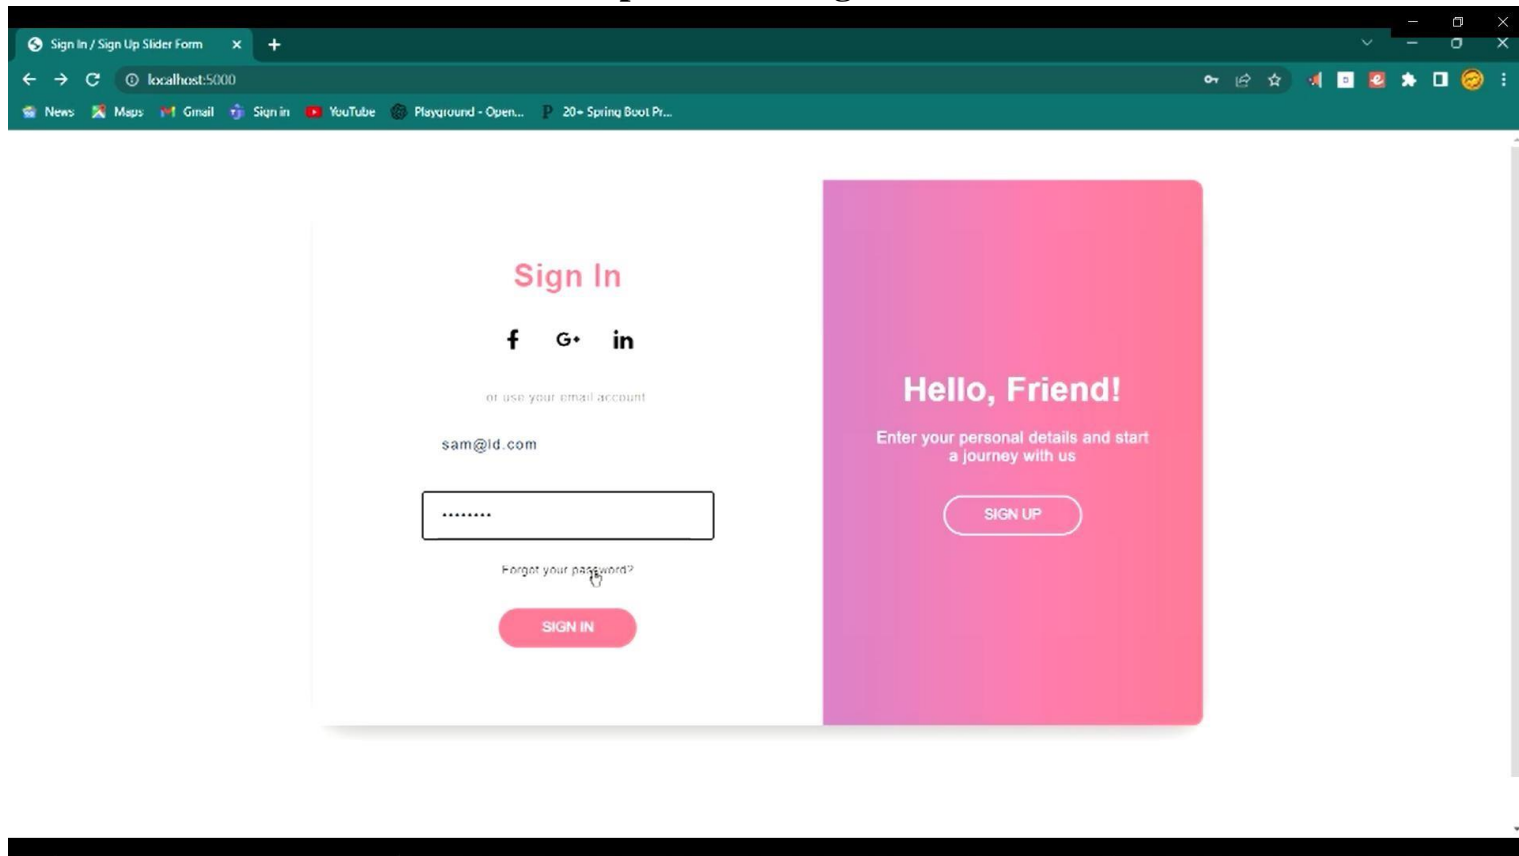 Sign In / Sign Up Slider Form
localhost:5000
News Maps Gmail Sign in YouTube Playground - Open... 20+ Spring Boot Pr...
Sign In
f G+ in
or use your email account
sam@id.com
........
Forgot your password?
SIGN IN
Hello, Friend!
Enter your personal details and start
a journey with us
SIGN UP